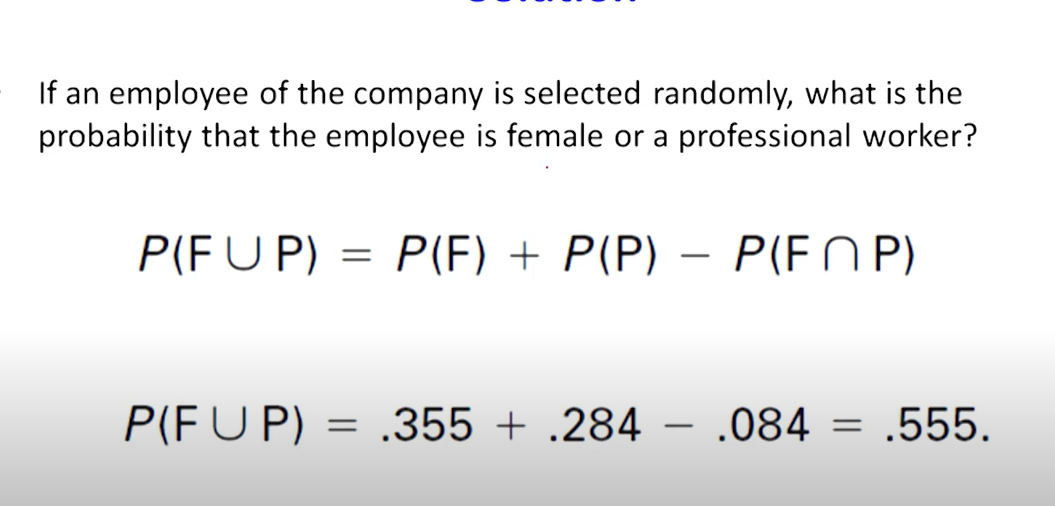 If an employee of the company is selected randomly, what is the
probability that the employee is female or a professional worker?
P(F ∪ P) = P(F) + P(P) − P(F ∩ P)
P(F ∪ P) = .355 + .284 − .084 = .555.